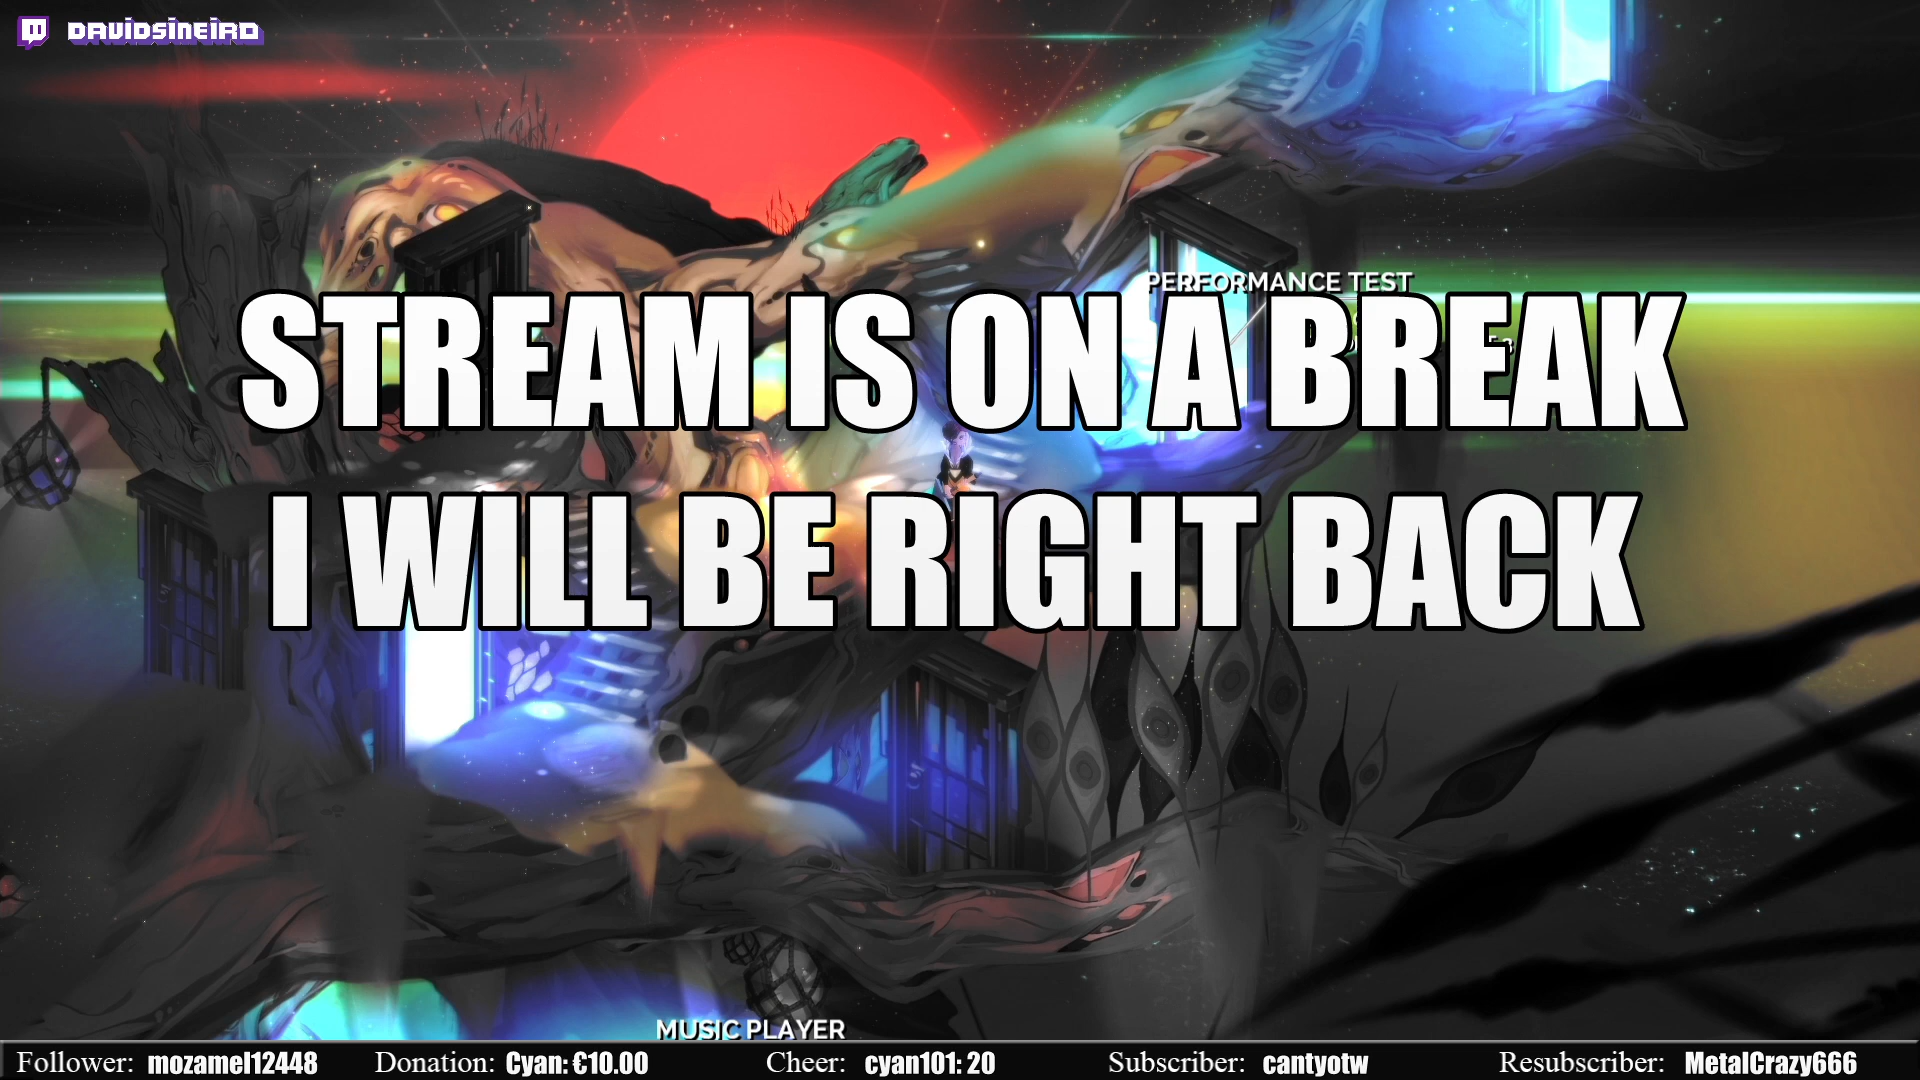 DAVIDSINEIRO
PERFORMANCE TEST
STREAM IS ON A BREAK
I WILL BE RIGHT BACK
MUSIC PLAYER
Follower: mozamel12448 Donation: Cyan: €10.00 Cheer: cyan101: 20 Subscriber: cantyotw Resubscriber: MetalCrazy666